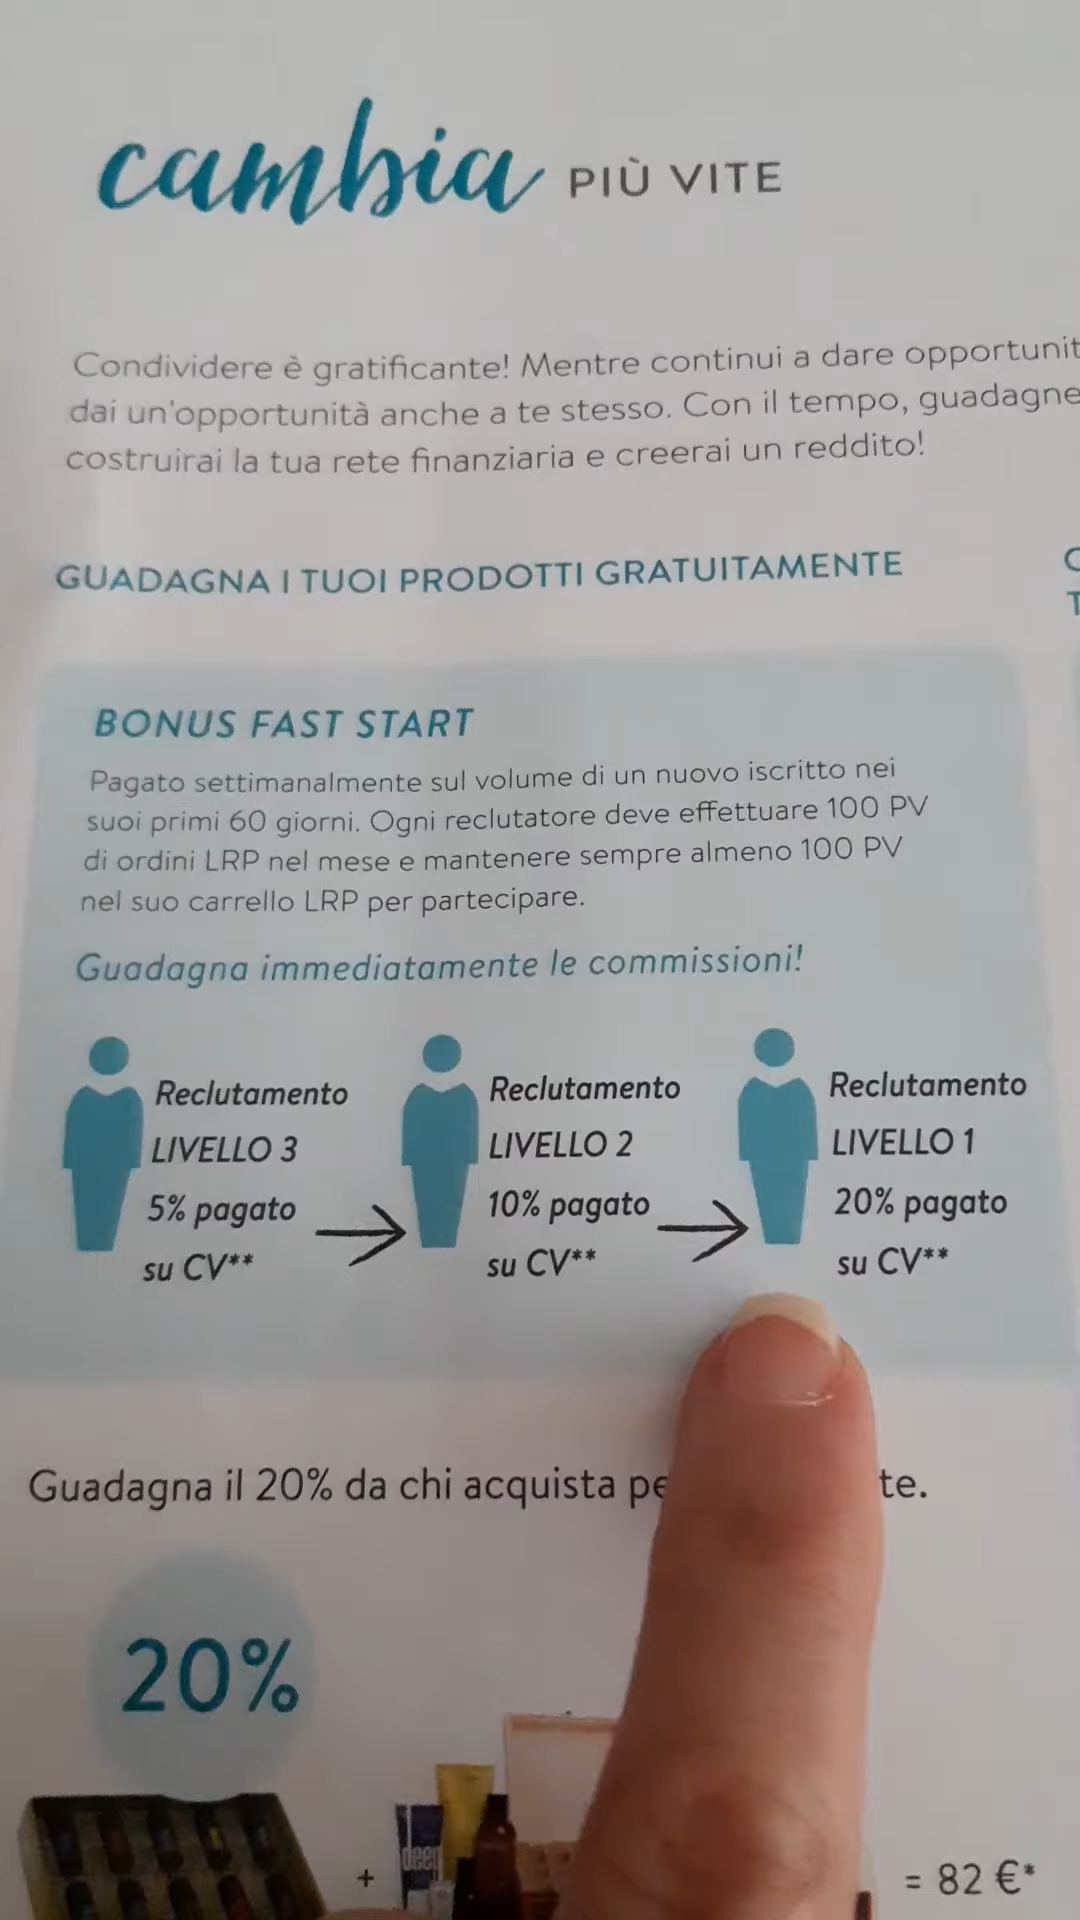 cambia PIÙ VITE
Condividere è gratificante! Mentre continui a dare opportunit
dai un'opportunità anche a te stesso. Con il tempo, guadagne
costruirai la tua rete finanziaria e creerai un reddito!
GUADAGNA I TUOI PRODOTTI GRATUITAMENTE
BONUS FAST START
Pagato settimanalmente sul volume di un nuovo iscritto nei
suoi primi 60 giorni. Ogni reclutatore deve effettuare 100 PV
di ordini LRP nel mese e mantenere sempre almeno 100 PV
nel suo carrello LRP per partecipare.
Guadagna immediatamente le commissioni!
Reclutamento
LIVELLO 3
5% pagato
su CV**
Reclutamento
LIVELLO 2
10% pagato
su CV**
Reclutamento
LIVELLO 1
20% pagato
su CV**
Guadagna il 20% da chi acquista pe te.
20%
deep
+
= 82 €*